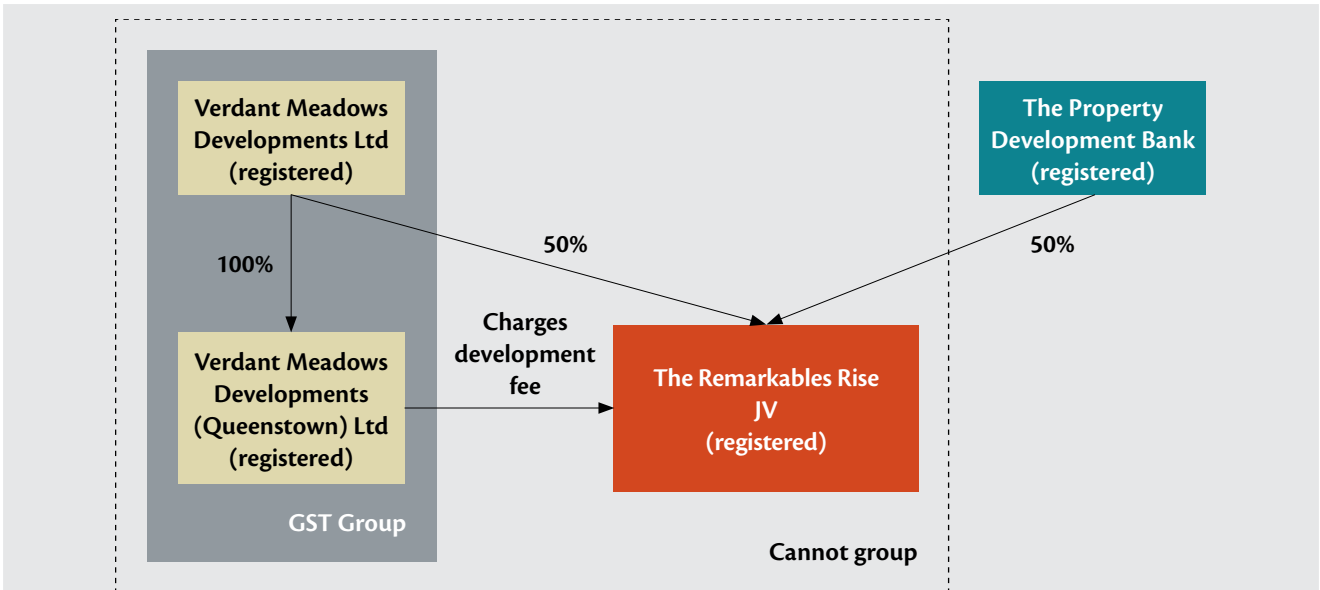 Verdant Meadows
Developments Ltd
(registered)
The Property
Development Bank
(registered)
100%
50%
50%
Verdant Meadows
Developments
(Queenstown) Ltd
(registered)
Charges
development
fee
The Remarkables Rise
JV
(registered)
GST Group
Cannot group